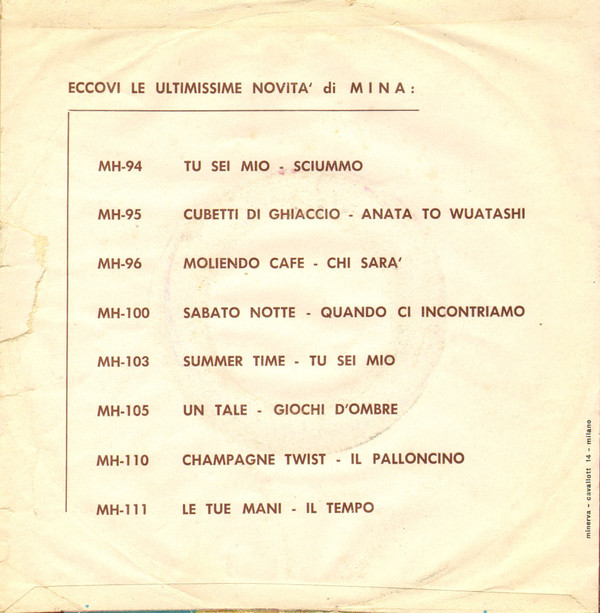 ECCOVI LE ULTIMISSIME NOVITA' di MINA:
MH-94 TU SEI MIO - SCIUMMO
MH-95 CUBETTI DI GHIACCIO - ANATA TO WUATASHI
MH-96 MOLIENDO CAFE - CHI SARA'
MH-100 SABATO NOTTE - QUANDO CI INCONTRIAMO
MH-103 SUMMER TIME - TU SEI MIO
MH-105 UN TALE - GIOCHI D'OMBRE
MH-110 CHAMPAGNE TWIST - IL PALLONCINO
MH-111 LE TUE MANI - IL TEMPO
minerva - cavallott 14 - milano